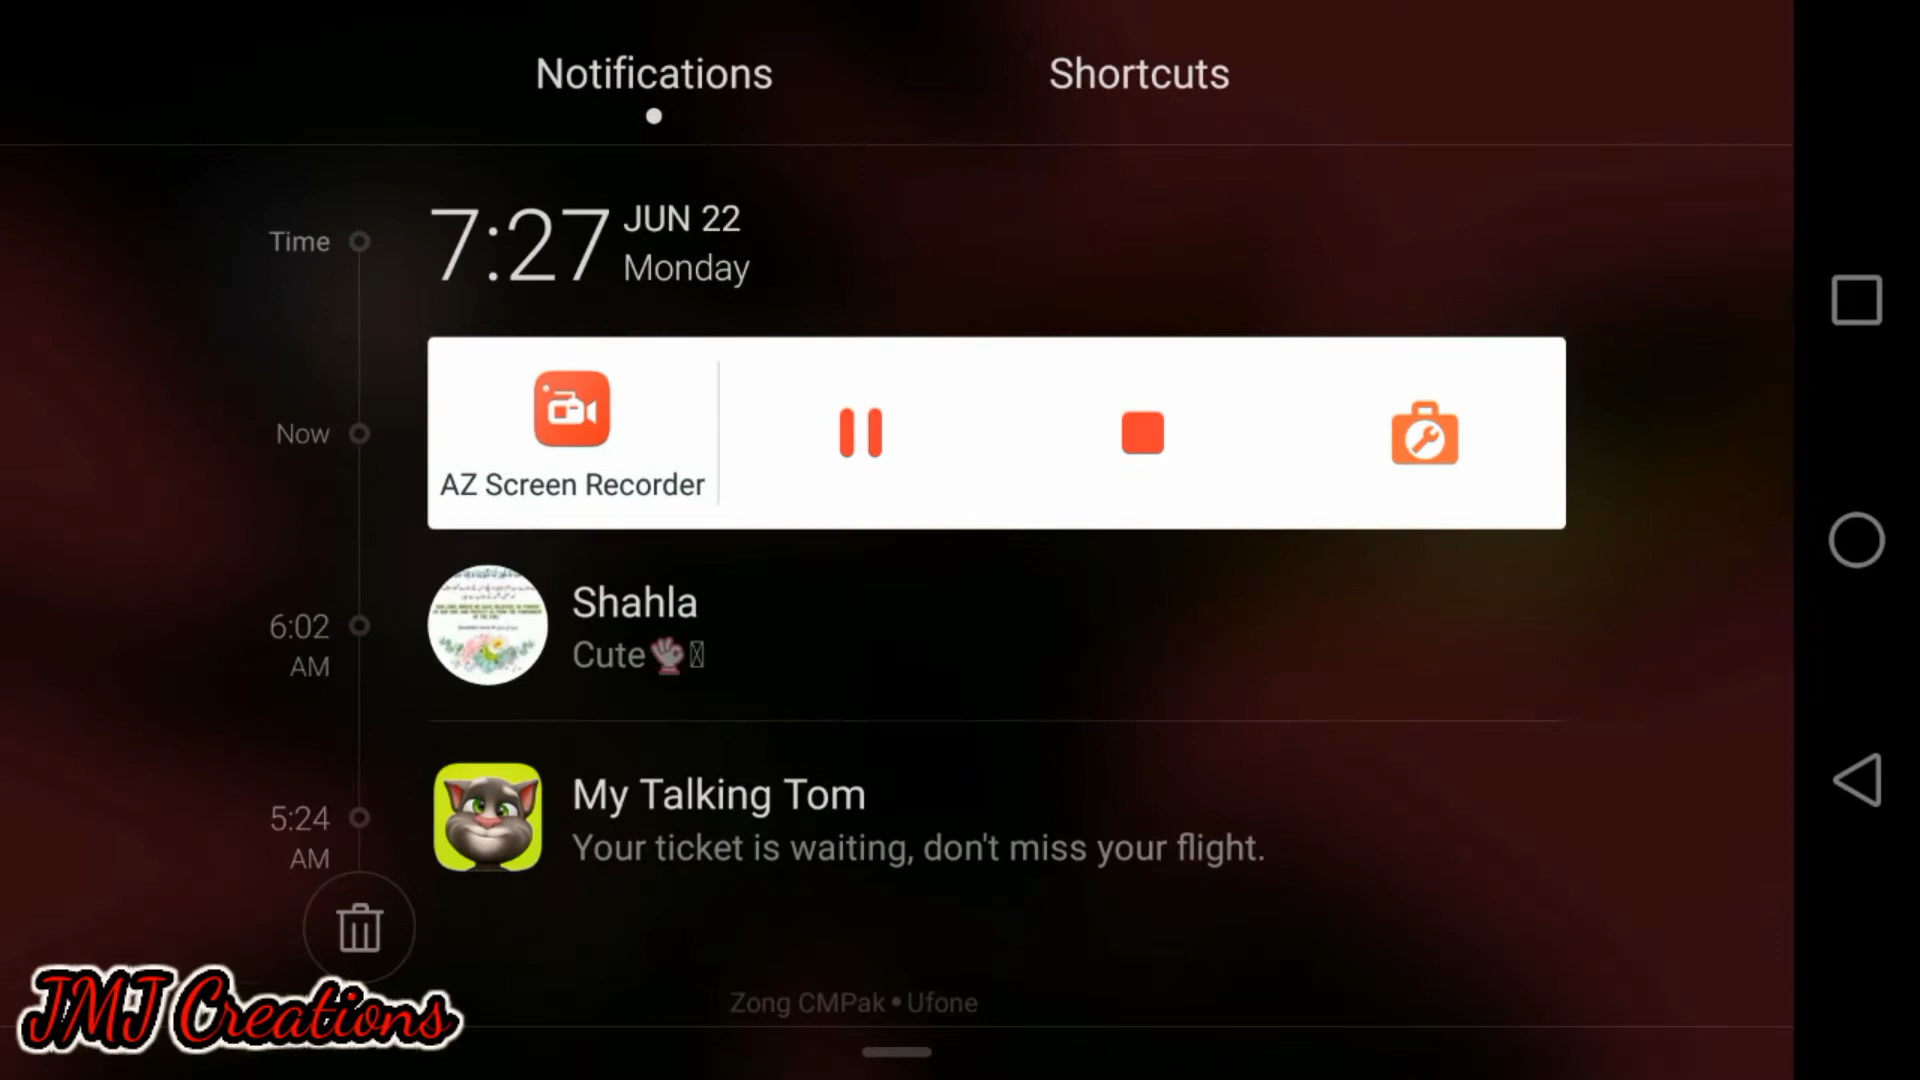 Notifications
Shortcuts
Time
7:27
JUN 22
Monday
Now
AZ Screen Recorder
6:02
AM
Shahla
Cute
5:24
AM
My Talking Tom
Your ticket is waiting, don't miss your flight.
Zong CMPak • Ufone
JMJ Creations